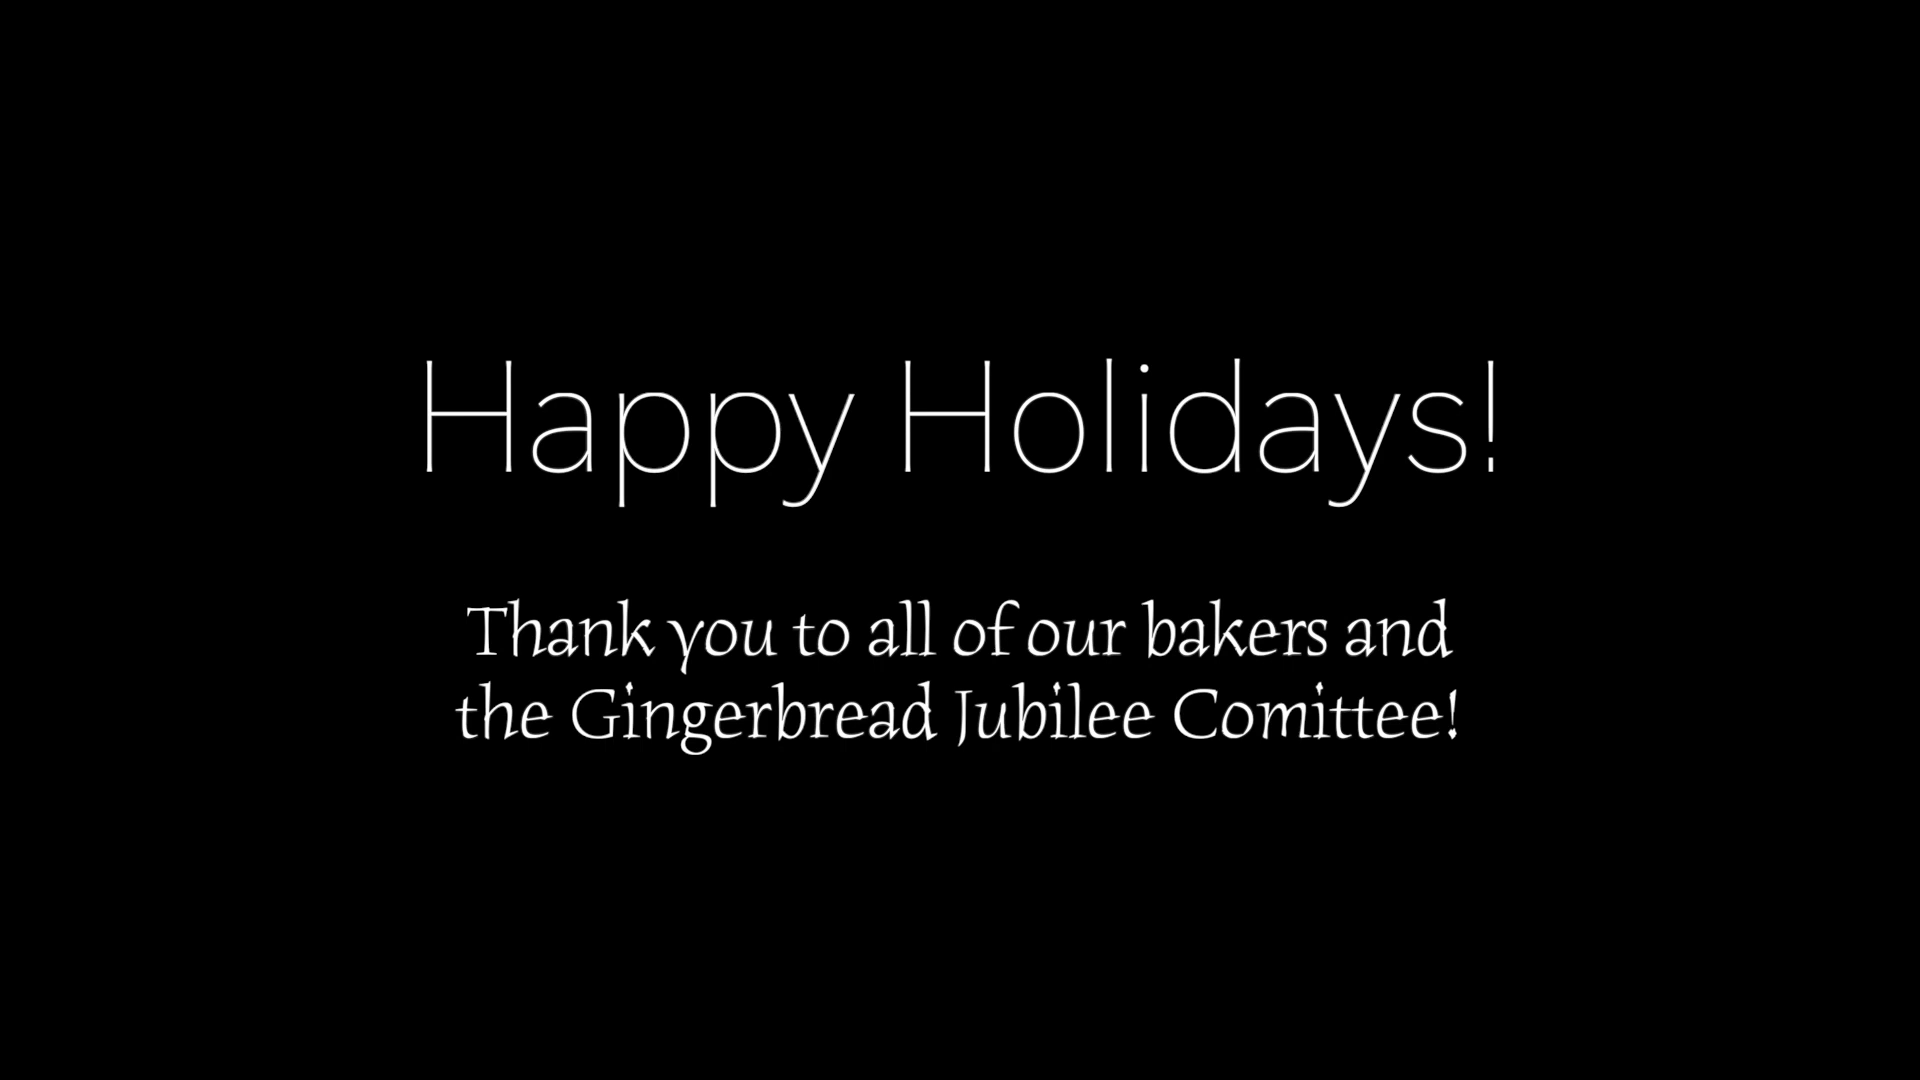 Happy Holidays!
Thank you to all of our bakers and
the Gingerbread Jubilee Comittee!